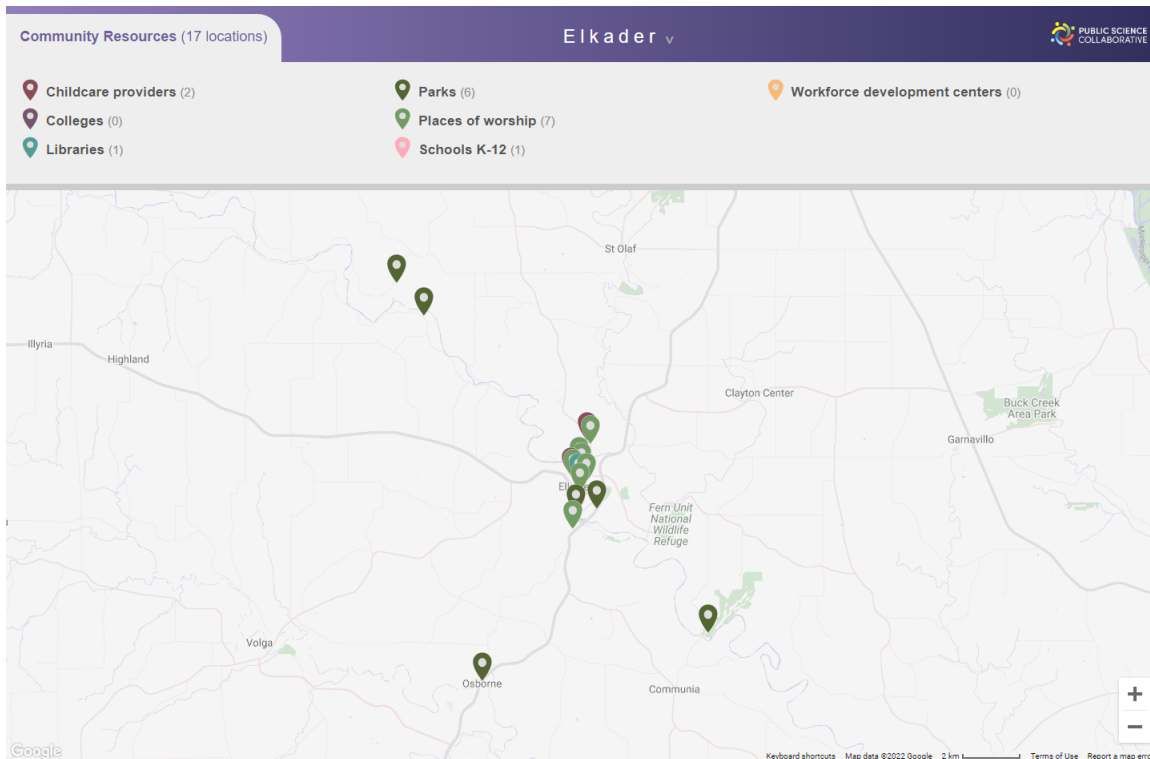 Community Resources (17 locations)
Elkader v
PUBLIC SCIENCE
COLLABORATIVE
Childcare providers (2)
Parks (6)
Workforce development centers (0)
Colleges (0)
Places of worship (7)
Libraries (1)
Schools K-12 (1)
St Olaf
Illyria
Highland
Clayton Center
Buck Creek
Area Park
Garnavillo
Fern Unit
National
Wildlife
Refuge
Volga
Osborne
Communia
+
−
Google
Keyboard shortcuts Map data ©2022 Google 2 km Terms of Use Report a map erro